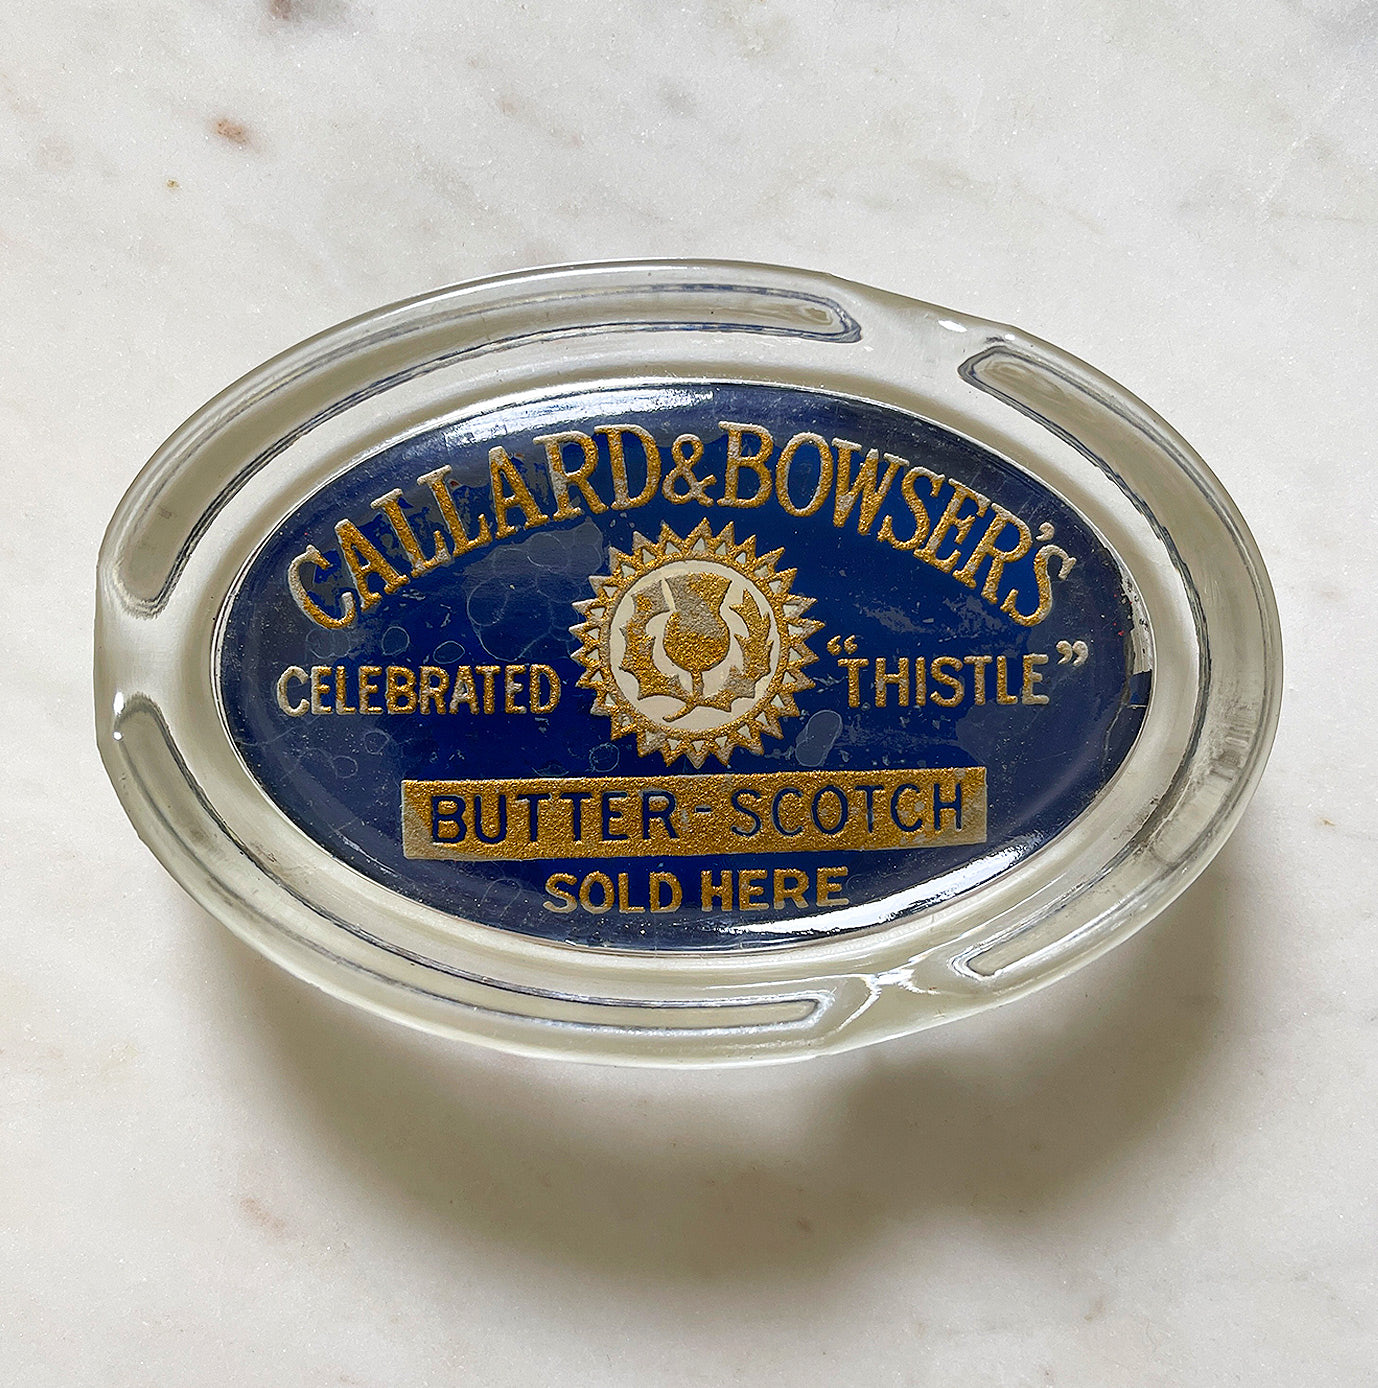 CALLARD & BOWSER'S
CELEBRATED “THISTLE”
BUTTER-SCOTCH
SOLD HERE